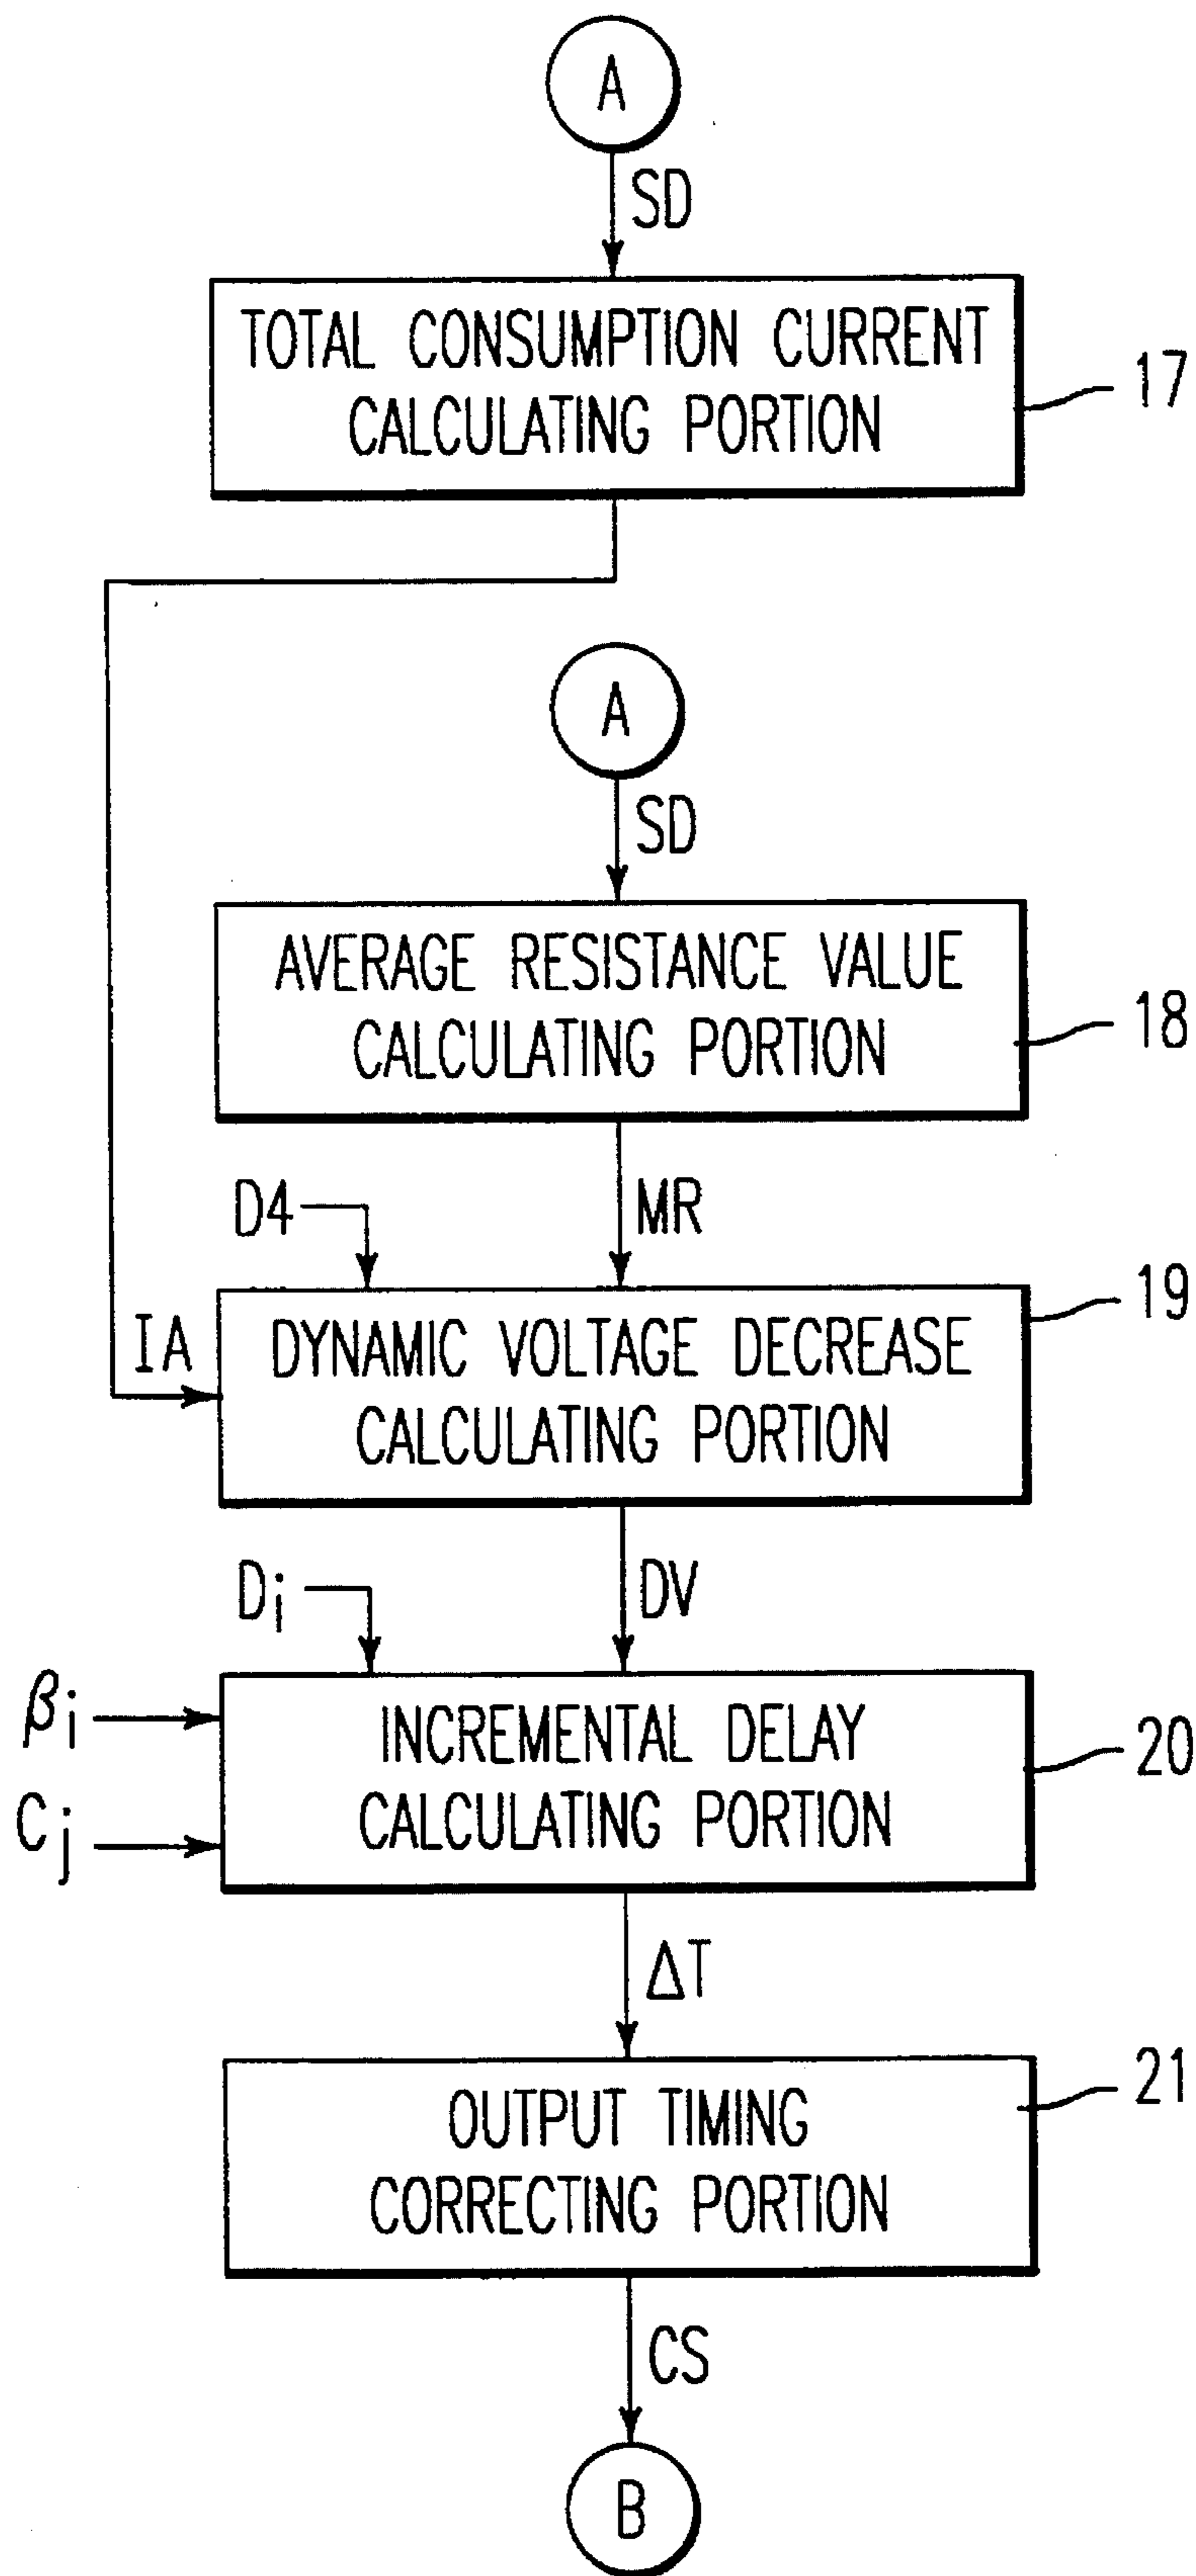 A
SD
TOTAL CONSUMPTION CURRENT
CALCULATING PORTION
17
A
SD
AVERAGE RESISTANCE VALUE
CALCULATING PORTION
18
D4
MR
IA
DYNAMIC VOLTAGE DECREASE
CALCULATING PORTION
19
Di
DV
βi
Cj
INCREMENTAL DELAY
CALCULATING PORTION
20
ΔT
OUTPUT TIMING
CORRECTING PORTION
21
CS
B